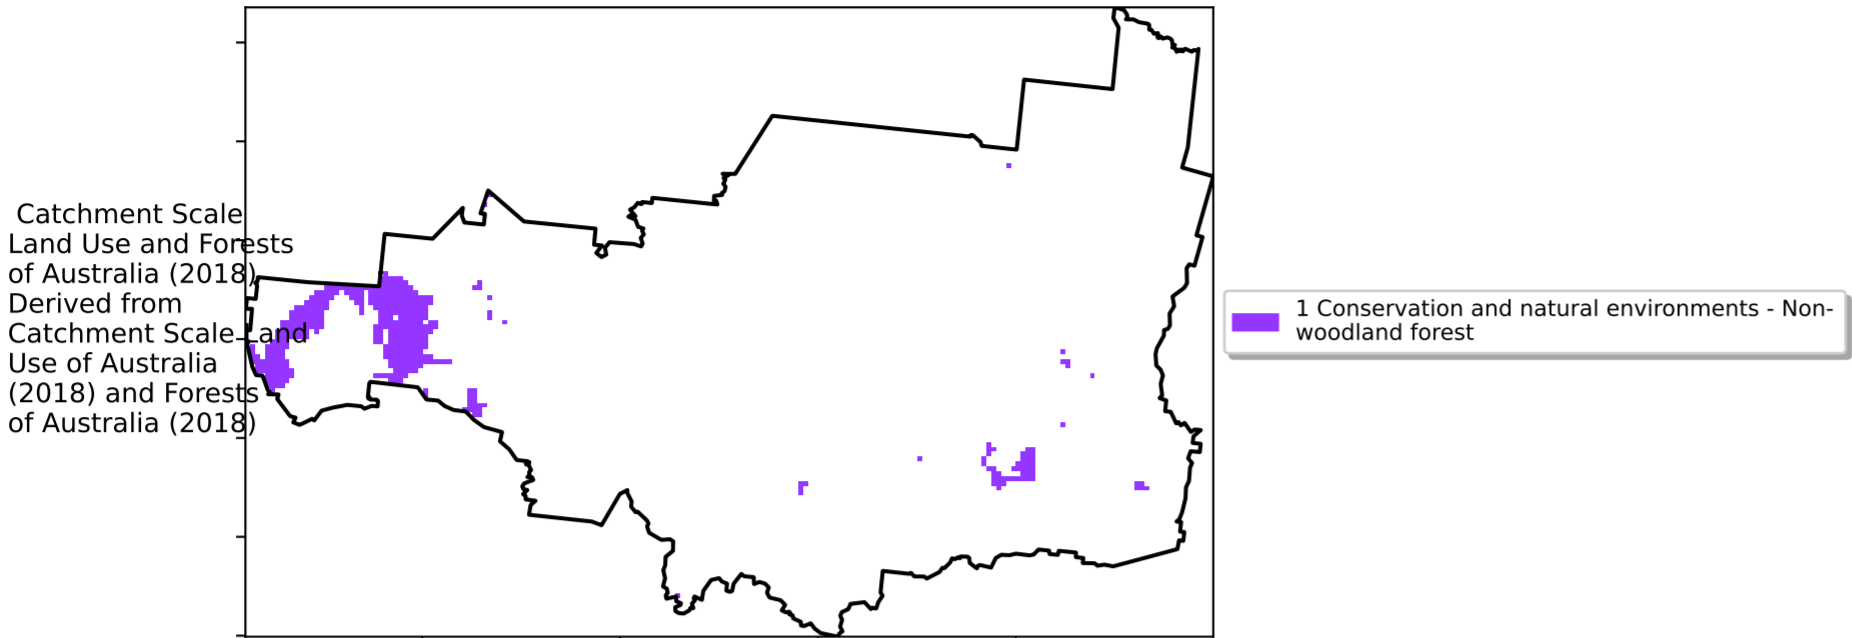 Catchment Scale
Land Use and Forests
of Australia (2018)
Derived from
Catchment Scale Land
Use of Australia
(2018) and Forests
of Australia (2018)
1 Conservation and natural environments - Non-
woodland forest